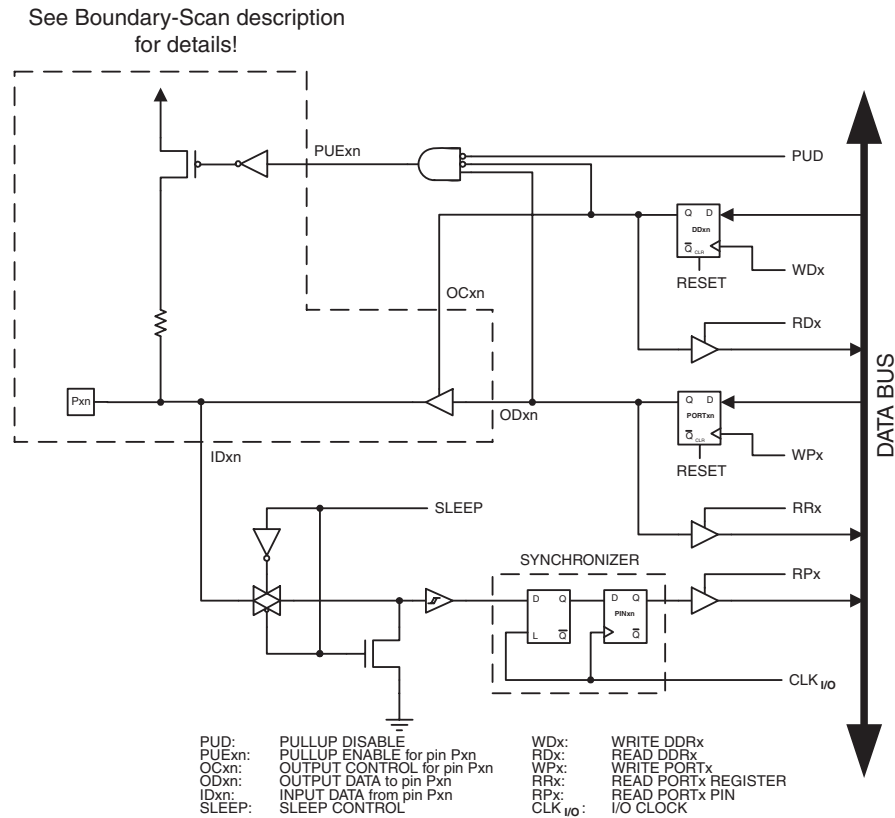 See Boundary-Scan description
for details!
PUExn
PUD
Q D
DDxn
Q CLR
WDx
RESET
OCxn
RDx
Pxn
ODxn
Q D
PORTxn
Q CLR
WPx
RESET
IDxn
DATA BUS
SLEEP
RRx
SYNCHRONIZER
RPx
D Q
L Q
D Q
PINxn
Q
CLK I/O
PUD: PULLUP DISABLE
PUExn: PULLUP ENABLE for pin Pxn
OCxn: OUTPUT CONTROL for pin Pxn
ODxn: OUTPUT DATA to pin Pxn
IDxn: INPUT DATA from pin Pxn
SLEEP: SLEEP CONTROL
WDx: WRITE DDRx
RDx: READ DDRx
WPx: WRITE PORTx
RRx: READ PORTx REGISTER
RPx: READ PORTx PIN
CLK I/O: I/O CLOCK